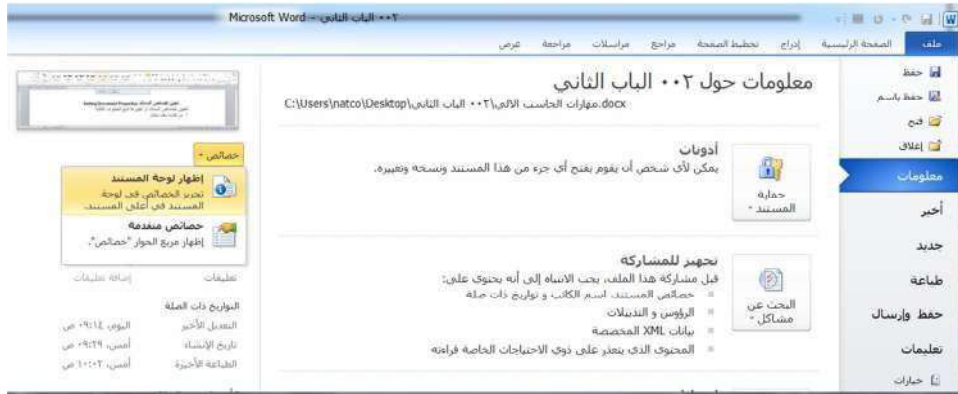 ٠٠٢ الباب الثاني - Microsoft Word
ملف الصفحة الرئيسية إدراج تخطيط الصفحة مراجع مراسلات مراجعة عرض
حفظ
حفظ باسم
فتح
إغلاق
معلومات
أخير
جديد
طباعة
حفظ وإرسال
تعليمات
خيارات
معلومات حول ٠٠٢ الباب الثاني
C:\Users\natco\Desktop\مهارات الحاسب الالي\٠٠٢ الباب الثاني.docx
حماية المستند
أذونات
يمكن لأي شخص أن يقوم بفتح أي جزء من هذا المستند ونسخه وتغييره.
البحث عن مشاكل
تجهيز للمشاركة
قبل مشاركة هذا الملف، يجب الانتباه إلى أنه يحتوي على:
خصائص المستند، اسم الكاتب و تواريخ ذات صلة
الرؤوس و التذييلات
بيانات XML المخصصة
المحتوى الذي يتعذر على ذوي الاحتياجات الخاصة قراءته
خصائص
إظهار لوحة المستند
تحرير الخصائص في لوحة
المستند في أعلى المستند.
خصائص متقدمة
إظهار مربع الحوار "خصائص".
تعليقات إضافة تعليقات
التواريخ ذات الصلة
التعديل الأخير اليوم، ٠٩:١٤ ص
تاريخ الإنشاء أمس، ٠٩:٢٩ ص
الطباعة الأخيرة أمس، ١٠:٠٢ ص